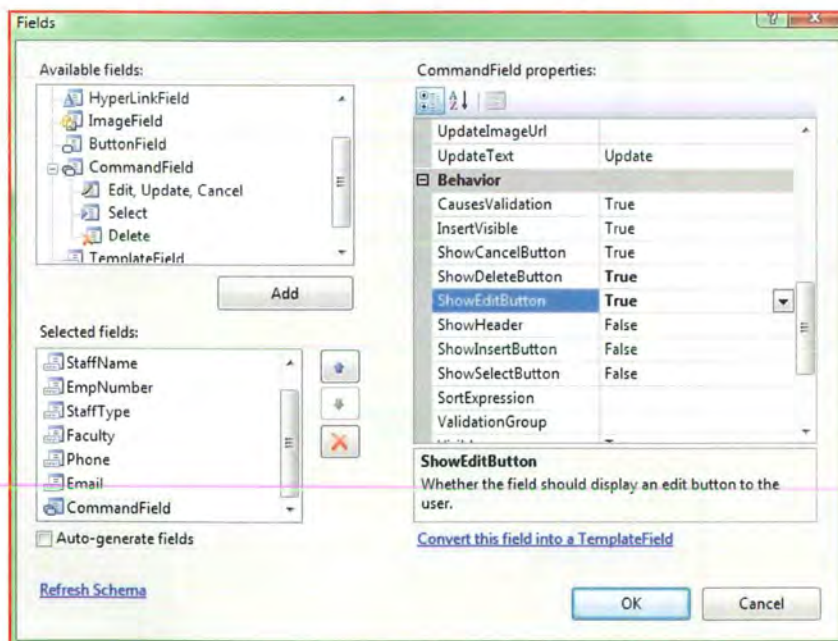 Fields
Available fields:
HyperLinkField
ImageField
ButtonField
CommandField
Edit, Update, Cancel
Select
Delete
TemplateField
Add
Selected fields:
StaffName
EmpNumber
StaffType
Faculty
Phone
Email
CommandField
Auto-generate fields
Refresh Schema
CommandField properties:
UpdateImageUrl
UpdateText Update
Behavior
CausesValidation True
InsertVisible True
ShowCancelButton True
ShowDeleteButton True
ShowEditButton True
ShowHeader False
ShowInsertButton False
ShowSelectButton False
SortExpression
ValidationGroup
ShowEditButton
Whether the field should display an edit button to the
user.
Convert this field into a TemplateField
OK Cancel